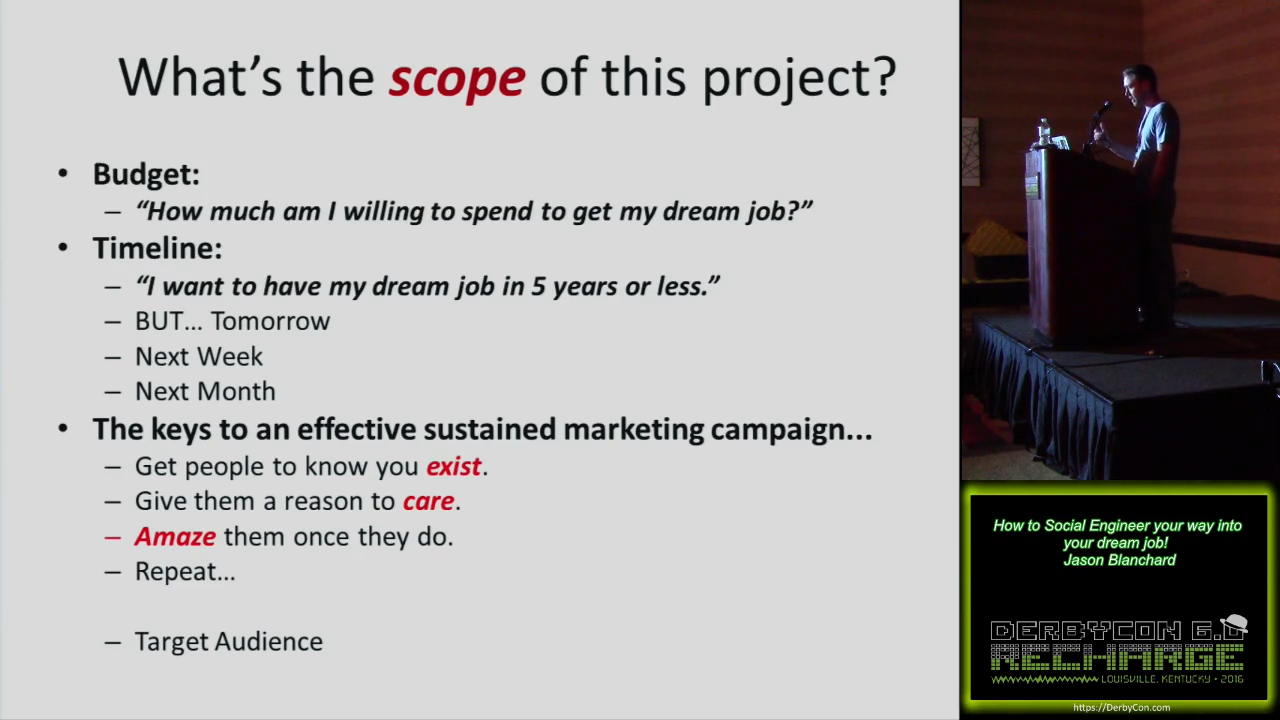 What's the scope of this project?
• Budget:
– “How much am I willing to spend to get my dream job?”
• Timeline:
– “I want to have my dream job in 5 years or less.”
– BUT… Tomorrow
– Next Week
– Next Month
• The keys to an effective sustained marketing campaign...
– Get people to know you exist.
– Give them a reason to care.
– Amaze them once they do.
– Repeat…
– Target Audience
How to Social Engineer your way into
your dream job!
Jason Blanchard
DERBYCON 6.0
RECHARGE
LOUISVILLE, KENTUCKY • 2016
https://DerbyCon.com